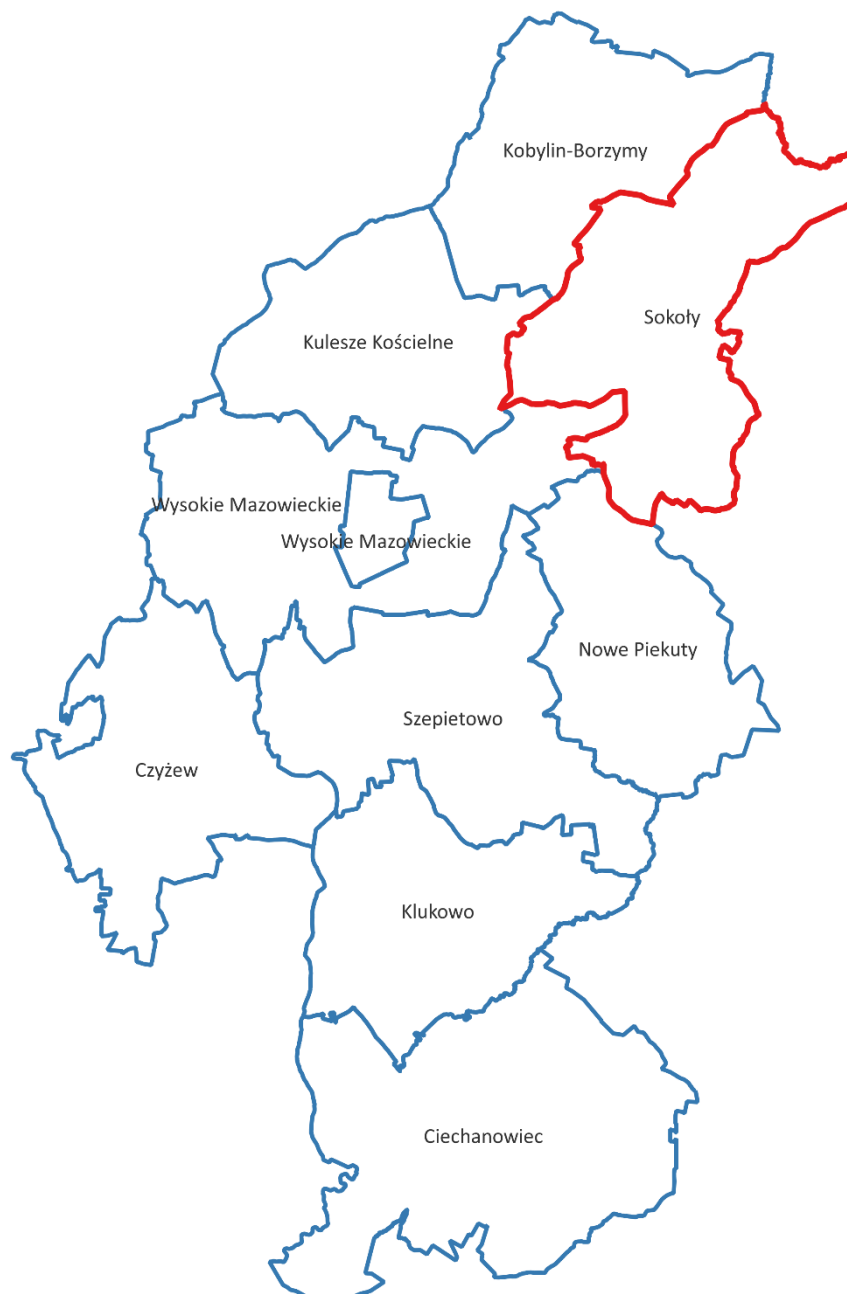 Kobylin-Borzymy
Sokoły
Kulesze Kościelne
Wysokie Mazowieckie
Wysokie Mazowieckie
Nowe Piekuty
Szepietowo
Czyżew
Klukowo
Ciechanowiec